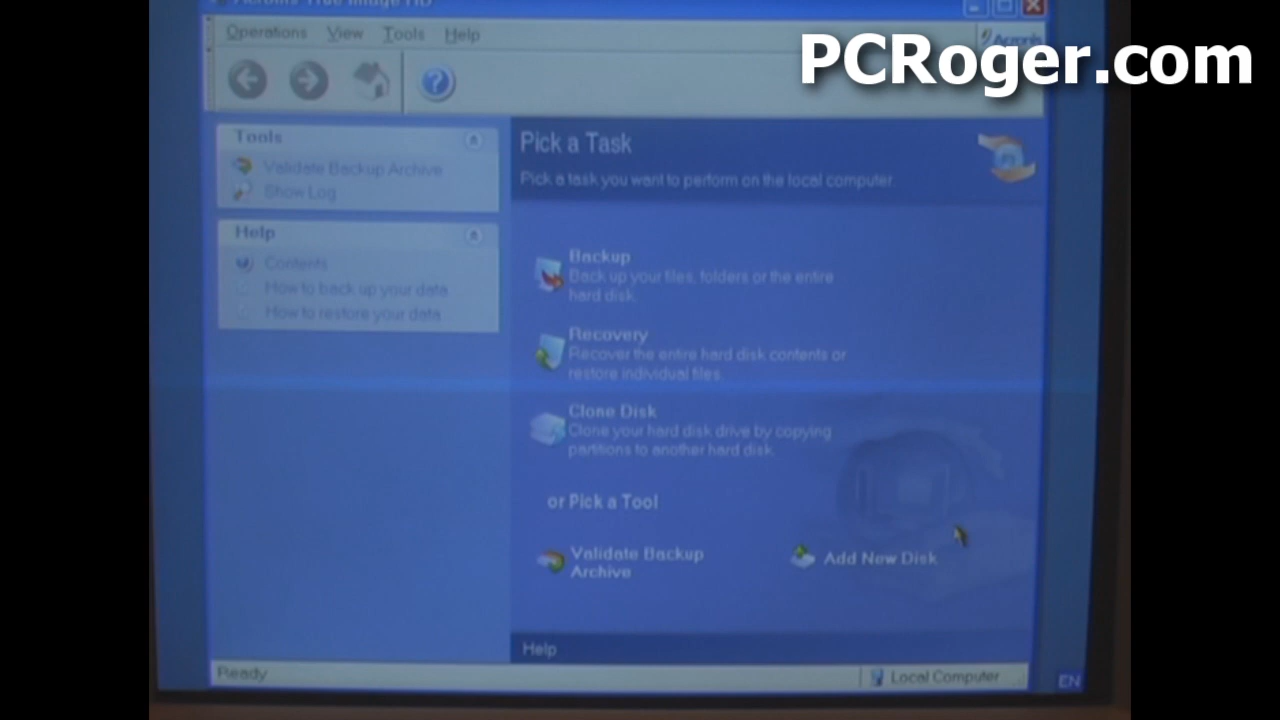 Acronis True Image HD
PCRoger.com
Operations View Tools Help
Acronis
Tools
Validate Backup Archive
Show Log
Help
Contents
How to back up your data
How to restore your data
Pick a Task
Pick a task you want to perform on the local computer
Backup
Back up your files, folders or the entire
hard disk.
Recovery
Recover the entire hard disk contents or
restore individual files.
Clone Disk
Clone your hard disk drive by copying
partitions to another hard disk.
or Pick a Tool
Validate Backup
Archive
Add New Disk
Help
Ready
Local Computer
EN